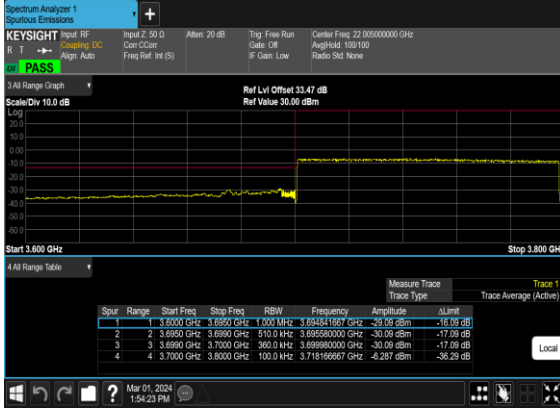 Spectrum Analyzer 1
Spurious Emissions
KEYSIGHT
R T
Input: RF
Coupling: DC
Align: Auto
Input Z: 50 Ω
Corr CCorr
Freq Ref: Int (S)
Atten: 20 dB
Trig: Free Run
Gate: Off
IF Gain: Low
Center Freq: 22.005000000 GHz
Avg|Hold: 100/100
Radio Std: None
PASS
3 All Range Graph
Scale/Div 10.0 dB
Ref Lvl Offset 33.47 dB
Ref Value 30.00 dBm
Log
20.0
10.0
0.00
-10.0
-20.0
-30.0
-40.0
-50.0
-60.0
Start 3.600 GHz
Stop 3.800 GH
4 All Range Table
Measure Trace Trace 1
Trace Type Trace Average (Active)
Spur Range Start Freq Stop Freq RBW Frequency Amplitude ΔLimit
1 1 3.6000 GHz 3.6950 GHz 1.000 MHz 3.694841667 GHz -29.09 dBm -16.09 dB
2 2 3.6950 GHz 3.6990 GHz 510.0 kHz 3.695580000 GHz -30.09 dBm -17.09 dB
3 3 3.6990 GHz 3.7000 GHz 360.0 kHz 3.699980000 GHz -30.09 dBm -17.09 dB
4 4 3.7000 GHz 3.8000 GHz 100.0 kHz 3.718166667 GHz -6.287 dBm -36.29 dB
Local
?
Mar 01, 2024
1:54:23 PM